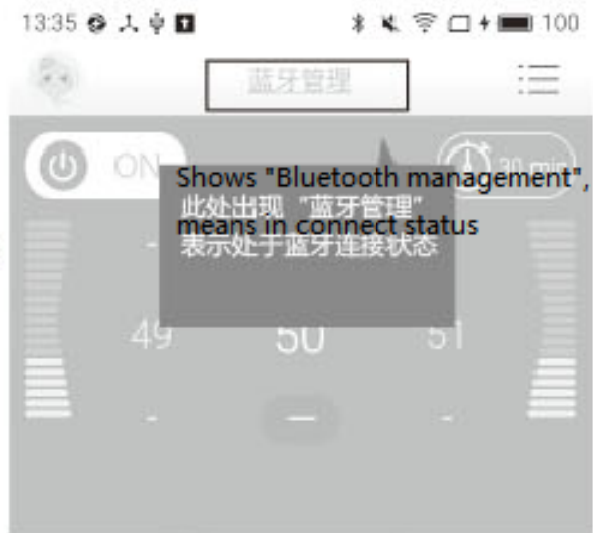 13:35 100
蓝牙管理
ON 30 min
Shows "Bluetooth management",
此处出现 “蓝牙管理”
means in connect status
表示处于蓝牙连接状态
49 50 51